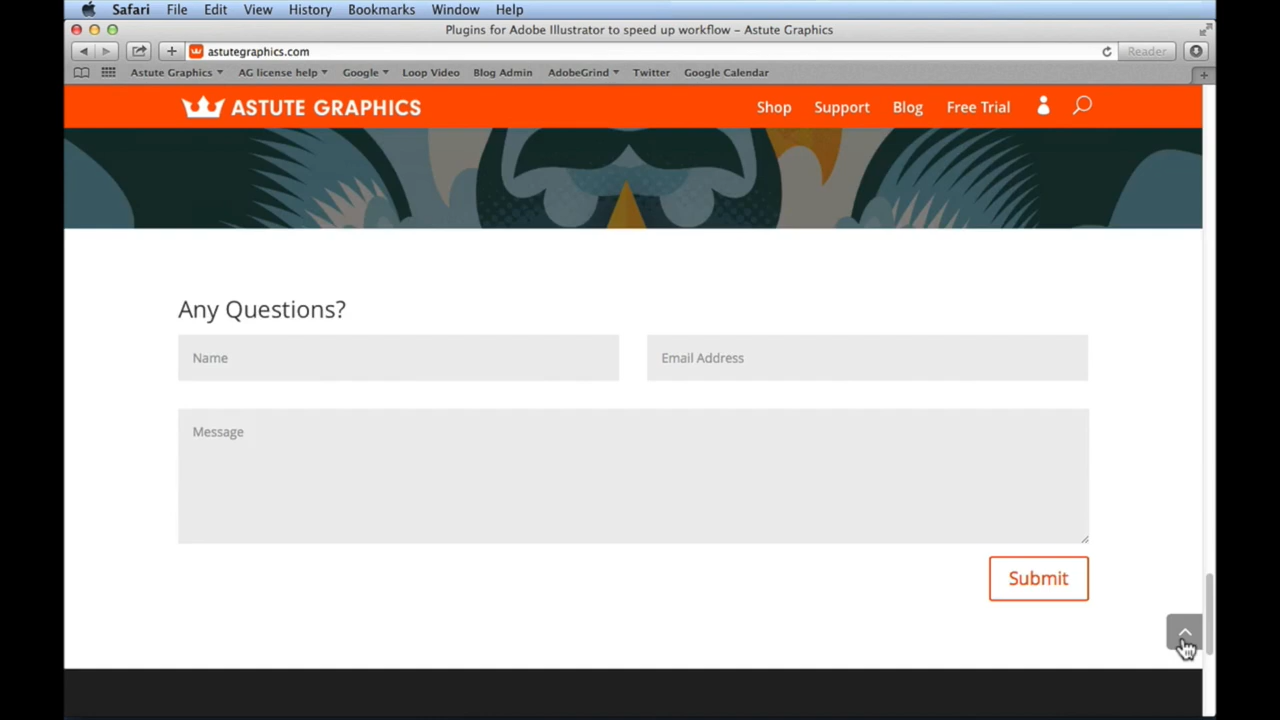 Safari File Edit View History Bookmarks Window Help
Plugins for Adobe Illustrator to speed up workflow – Astute Graphics
astutegraphics.com Reader
Astute Graphics AG license help Google Loop Video Blog Admin AdobeGrind Twitter Google Calendar
ASTUTE GRAPHICS Shop Support Blog Free Trial
Any Questions?
Name Email Address
Message
Submit